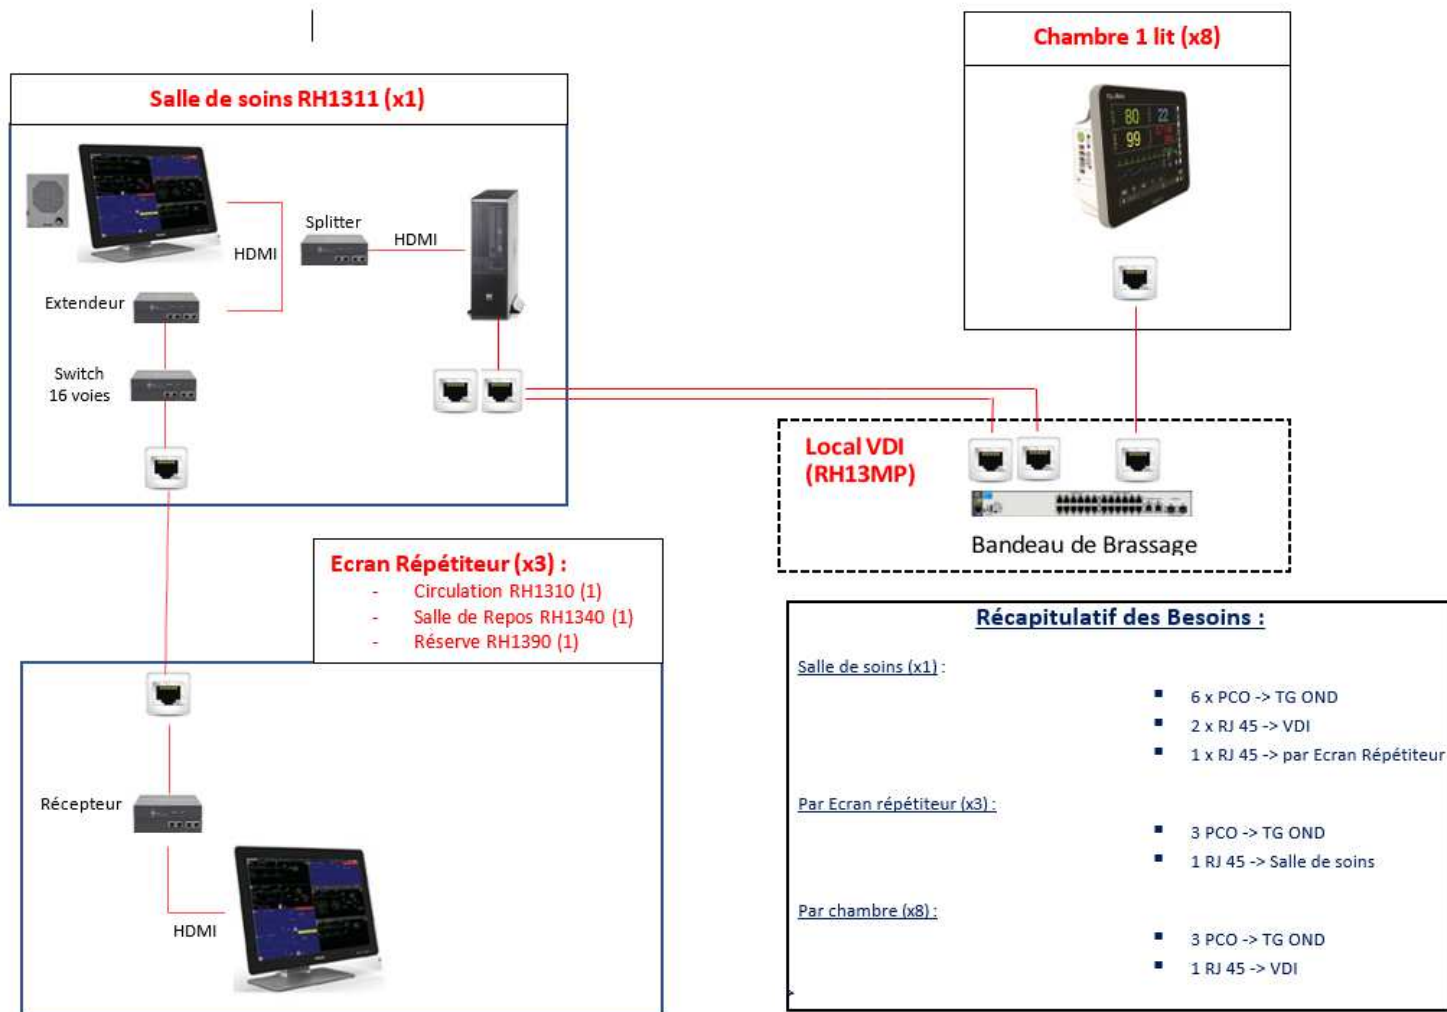 Chambre 1 lit (x8)
Salle de soins RH1311 (x1)
80
22
99
Splitter
HDMI
HDMI
Extendeur
Switch
16 voies
Local VDI
(RH13MP)
Bandeau de Brassage
Ecran Répétiteur (x3) :
- Circulation RH1310 (1)
- Salle de Repos RH1340 (1)
- Réserve RH1390 (1)
Récepteur
HDMI
Récapitulatif des Besoins :
Salle de soins (x1) :
▪ 6 x PCO -> TG OND
▪ 2 x RJ 45 -> VDI
▪ 1 x RJ 45 -> par Ecran Répétiteur
Par Ecran répétiteur (x3) :
▪ 3 PCO -> TG OND
▪ 1 RJ 45 -> Salle de soins
Par chambre (x8) :
▪ 3 PCO -> TG OND
▪ 1 RJ 45 -> VDI